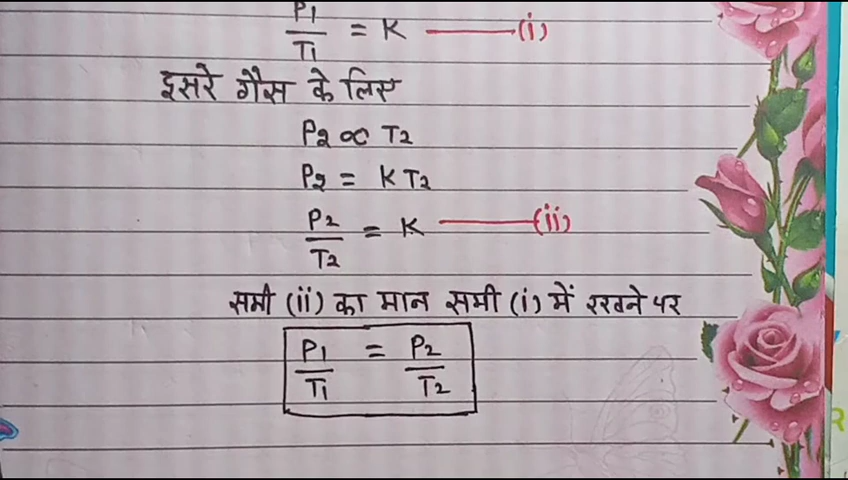 P1/T1 = K ——— (i)
दुसरे गैस के लिए
P2 ∝ T2
P2 = KT2
P2/T2 = K ——— (ii)
समी (ii) का मान समी (i) में रखने पर
P1/T1 = P2/T2